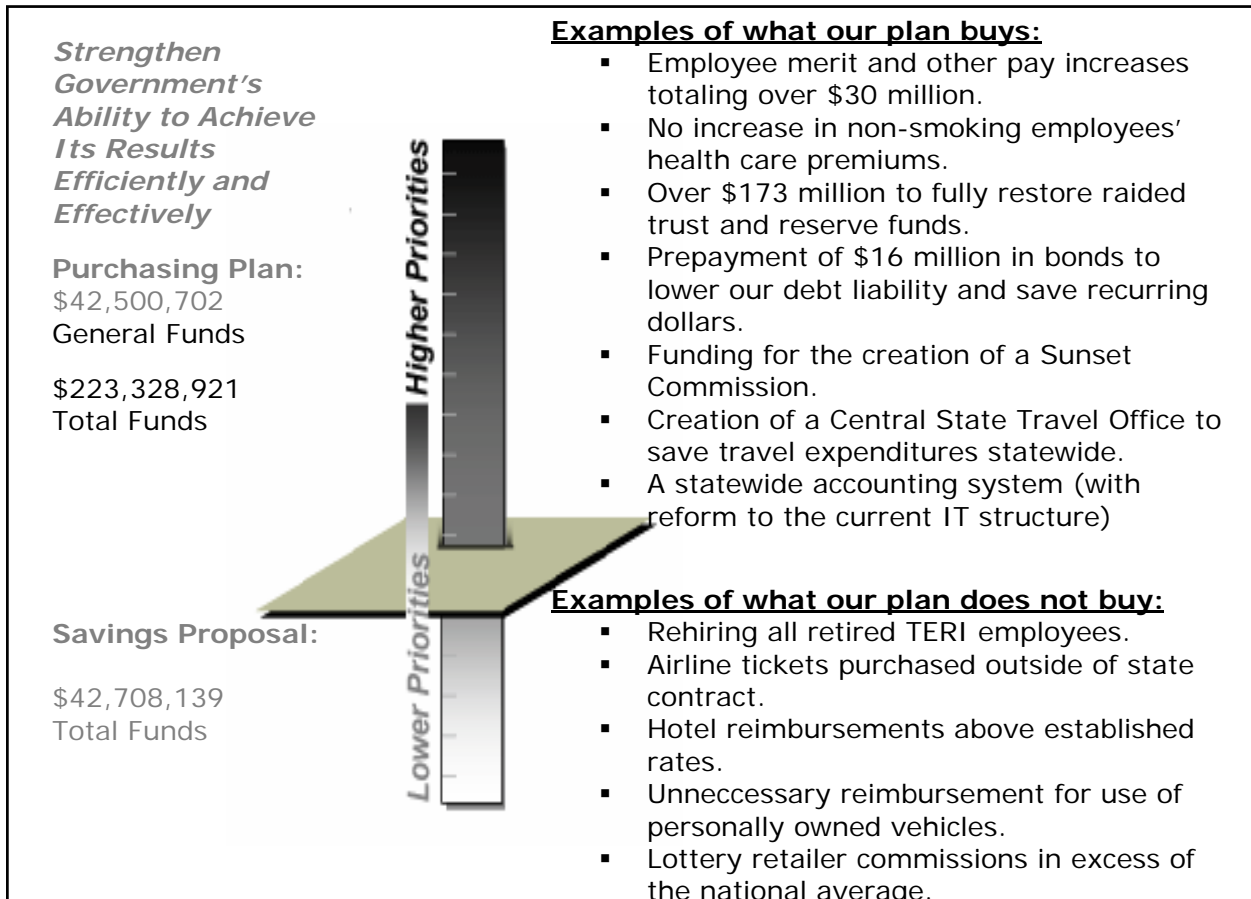 Strengthen
Government's
Ability to Achieve
Its Results
Efficiently and
Effectively
Purchasing Plan:
$42,500,702
General Funds
$223,328,921
Total Funds
Savings Proposal:
$42,708,139
Total Funds
Higher Priorities
Lower Priorities
Examples of what our plan buys:
▪ Employee merit and other pay increases
totaling over $30 million.
▪ No increase in non-smoking employees'
health care premiums.
▪ Over $173 million to fully restore raided
trust and reserve funds.
▪ Prepayment of $16 million in bonds to
lower our debt liability and save recurring
dollars.
▪ Funding for the creation of a Sunset
Commission.
▪ Creation of a Central State Travel Office to
save travel expenditures statewide.
▪ A statewide accounting system (with
reform to the current IT structure)
Examples of what our plan does not buy:
▪ Rehiring all retired TERI employees.
▪ Airline tickets purchased outside of state
contract.
▪ Hotel reimbursements above established
rates.
▪ Unneccessary reimbursement for use of
personally owned vehicles.
▪ Lottery retailer commissions in excess of
the national average.